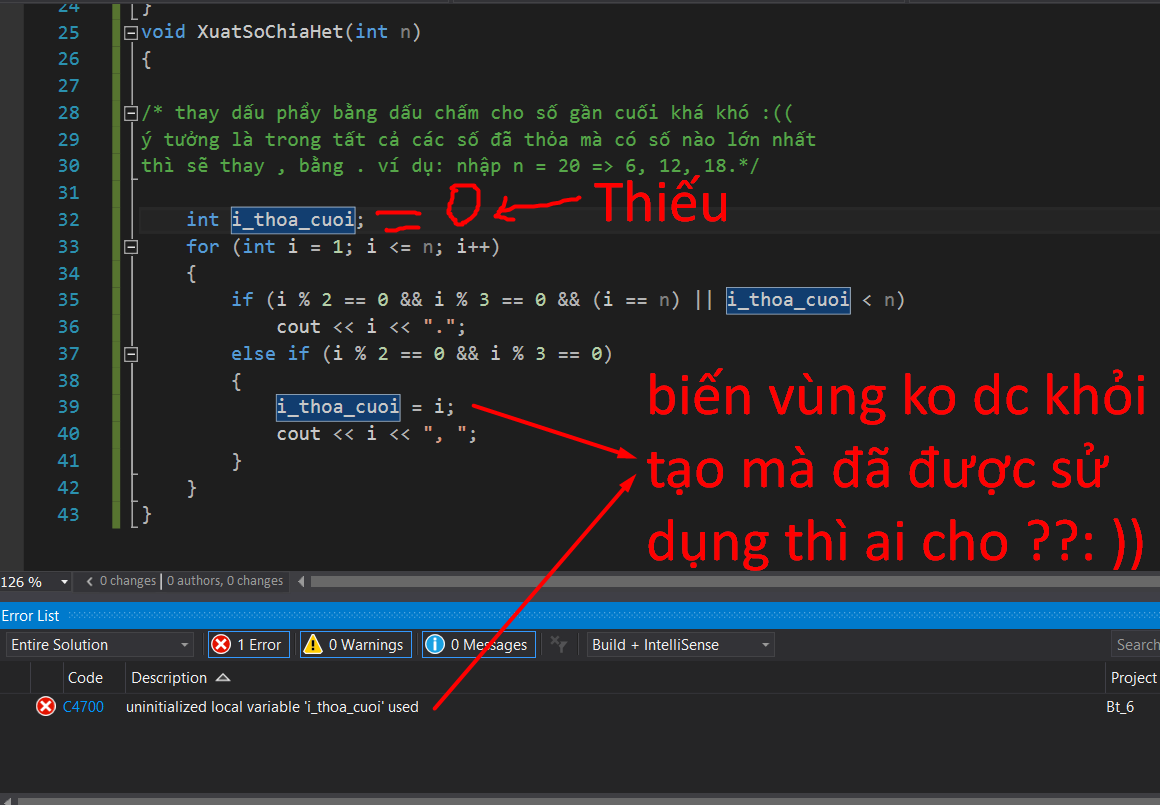 24 }
25 void XuatSoChiaHet(int n)
26 {
27
28 /* thay dấu phẩy bằng dấu chấm cho số gần cuối khá khó :((
29 ý tưởng là trong tất cả các số đã thỏa mà có số nào lớn nhất
30 thì sẽ thay , bằng . ví dụ: nhập n = 20 => 6, 12, 18.*/
31
32 int i_thoa_cuoi; = 0 Thiếu
33 for (int i = 1; i <= n; i++)
34 {
35 if (i % 2 == 0 && i % 3 == 0 && (i == n) || i_thoa_cuoi < n)
36 cout << i << ".";
37 else if (i % 2 == 0 && i % 3 == 0)
38 {
39 i_thoa_cuoi = i;
40 cout << i << ", ";
41 }
42 }
43 }
biến vùng ko dc khỏi
tạo mà đã được sử
dụng thì ai cho ??: ))
126 % 0 changes | 0 authors, 0 changes
Error List
Entire Solution 1 Error 0 Warnings 0 Messages Build + IntelliSense Search
Code Description Project
C4700 uninitialized local variable 'i_thoa_cuoi' used Bt_6